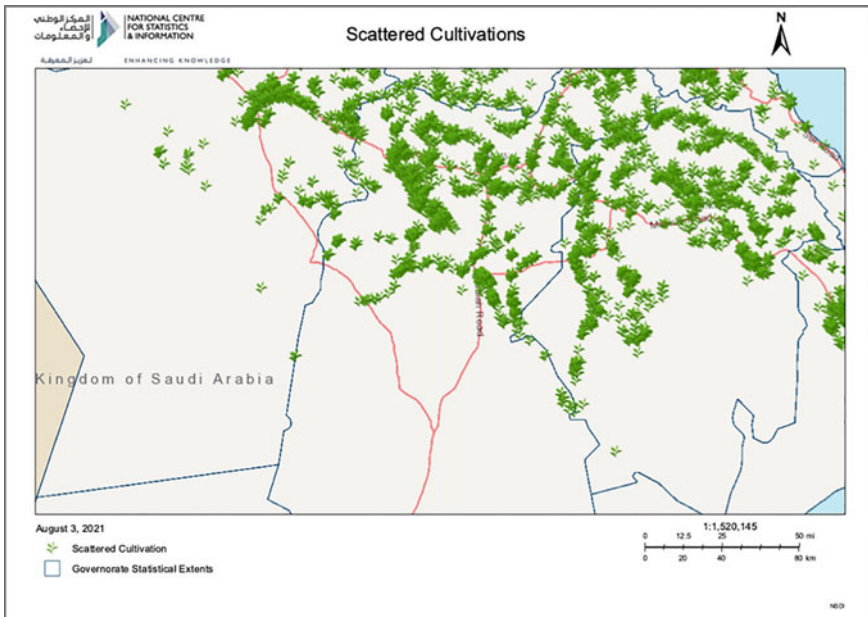 المركز الوطني
للإحصاء
والمعلومات
NATIONAL CENTRE
FOR STATISTICS
& INFORMATION
تعزيز المعرفة
ENHANCING KNOWLEDGE
Scattered Cultivations
N
Kingdom of Saudi Arabia
August 3, 2021
Scattered Cultivation
Governorate Statistical Extents
1:1,520,145
0 12.5 25 50 mi
0 20 40 80 km